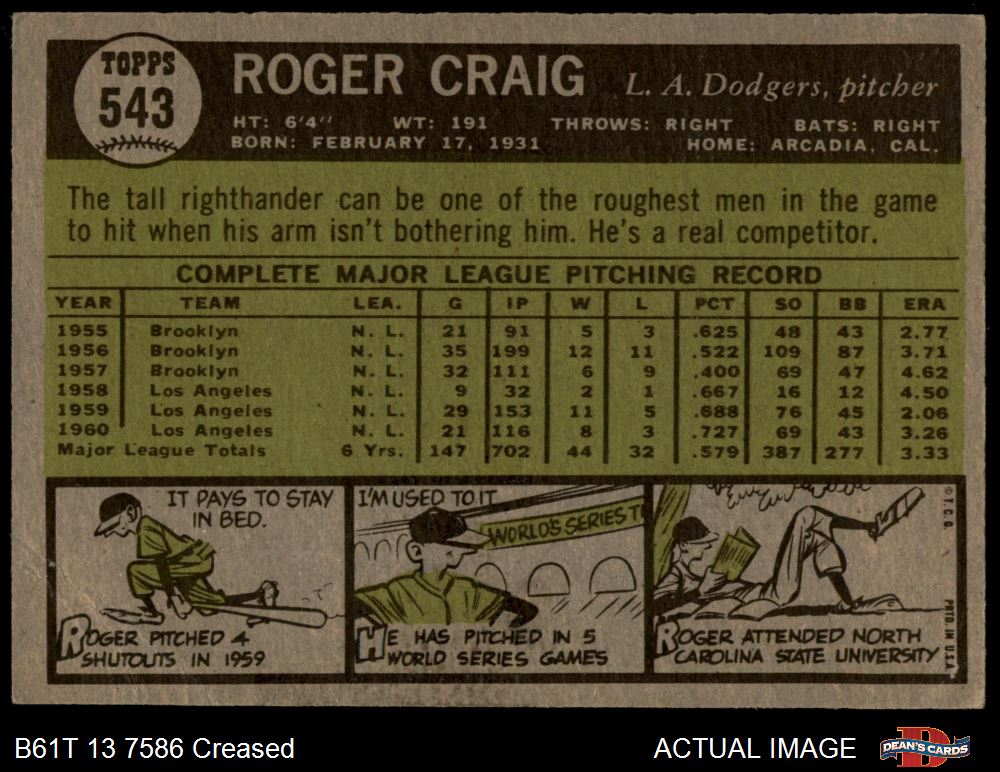 TOPPS
543
ROGER CRAIG L. A. Dodgers, pitcher
HT: 6'4" WT: 191 THROWS: RIGHT BATS: RIGHT
BORN: FEBRUARY 17, 1931 HOME: ARCADIA, CAL.
The tall righthander can be one of the roughest men in the game
to hit when his arm isn't bothering him. He's a real competitor.
COMPLETE MAJOR LEAGUE PITCHING RECORD
YEAR TEAM LEA. G IP W L PCT SO BB ERA
1955 Brooklyn N. L. 21 91 5 3 .625 48 43 2.77
1956 Brooklyn N. L. 35 199 12 11 .522 109 87 3.71
1957 Brooklyn N. L. 32 111 6 9 .400 69 47 4.62
1958 Los Angeles N. L. 9 32 2 1 .667 16 12 4.50
1959 Los Angeles N. L. 29 153 11 5 .688 76 45 2.06
1960 Los Angeles N. L. 21 116 8 3 .727 69 43 3.26
Major League Totals 6 Yrs. 147 702 44 32 .579 387 277 3.33
IT PAYS TO STAY
IN BED.
ROGER PITCHED 4
SHUTOUTS IN 1959
I'M USED TO IT
WORLD'S SERIES T
HE HAS PITCHED IN 5
WORLD SERIES GAMES
ROGER ATTENDED NORTH
CAROLINA STATE UNIVERSITY
© T. C. G.
PRTD. IN U.S.A.
B61T 13 7586 Creased
ACTUAL IMAGE
DEAN'S CARDS